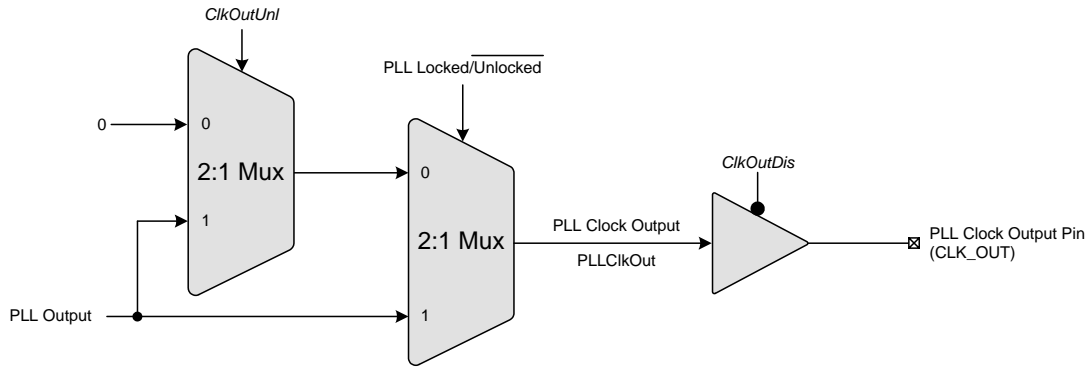 ClkOutUnl
PLL Locked/Unlocked
0
0
2:1 Mux
1
ClkOutDis
0
2:1 Mux
1
PLL Clock Output
PLLClkOut
PLL Clock Output Pin
(CLK_OUT)
PLL Output